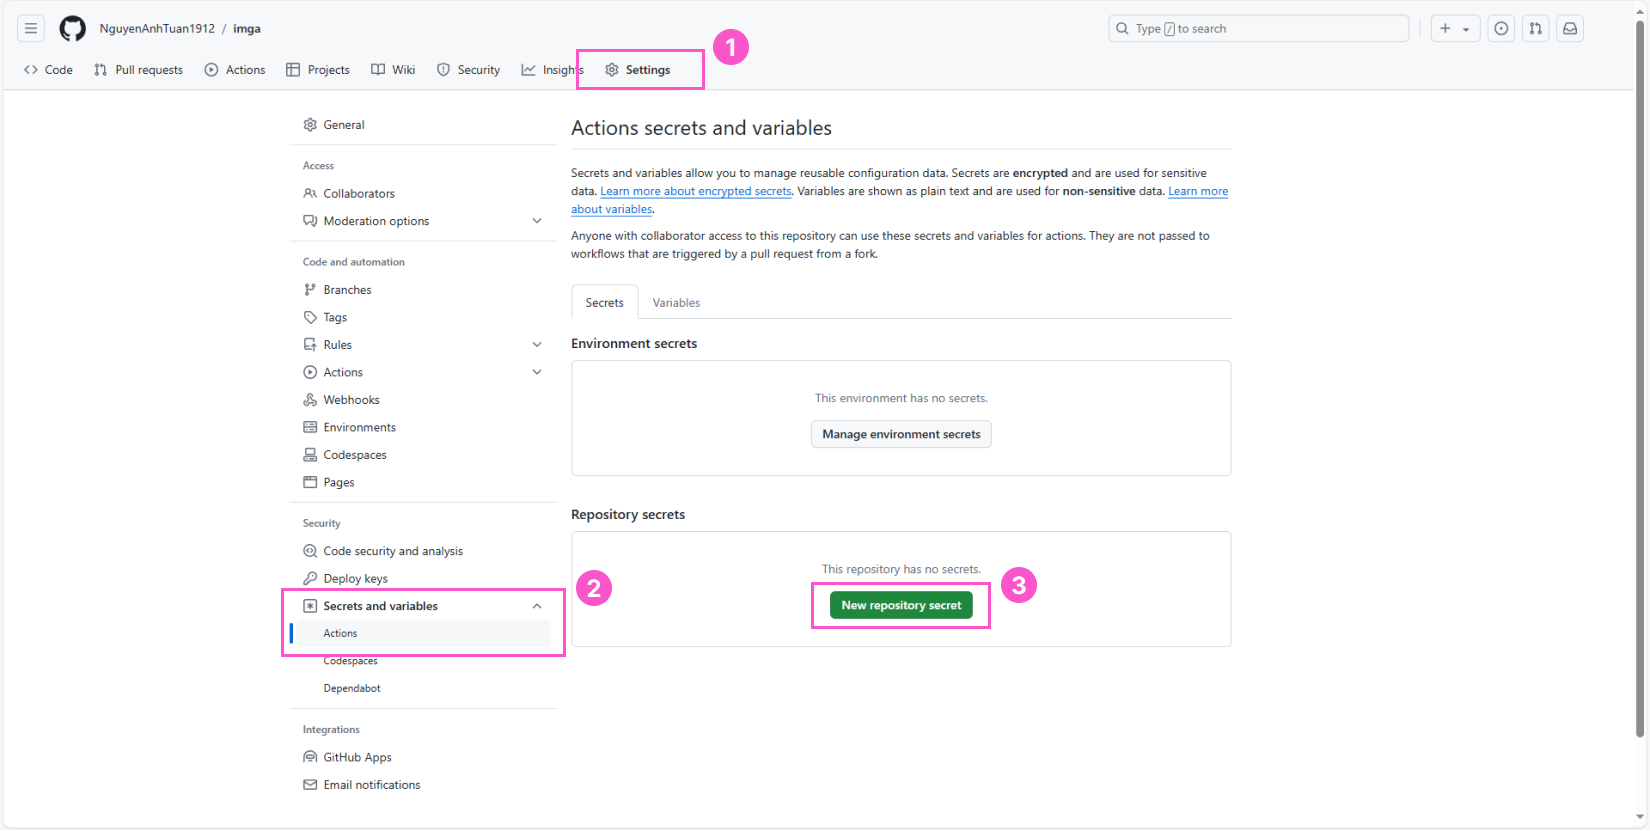 NguyenAnhTuan1912 / imga
Type / to search
1
Code Pull requests Actions Projects Wiki Security Insights Settings
General
Access
Collaborators
Moderation options
Code and automation
Branches
Tags
Rules
Actions
Webhooks
Environments
Codespaces
Pages
Security
Code security and analysis
Deploy keys
2
Secrets and variables
Actions
Codespaces
Dependabot
Integrations
GitHub Apps
Email notifications
Actions secrets and variables
Secrets and variables allow you to manage reusable configuration data. Secrets are encrypted and are used for sensitive
data. Learn more about encrypted secrets. Variables are shown as plain text and are used for non-sensitive data. Learn more
about variables.
Anyone with collaborator access to this repository can use these secrets and variables for actions. They are not passed to
workflows that are triggered by a pull request from a fork.
Secrets Variables
Environment secrets
This environment has no secrets.
Manage environment secrets
Repository secrets
This repository has no secrets.
New repository secret
3